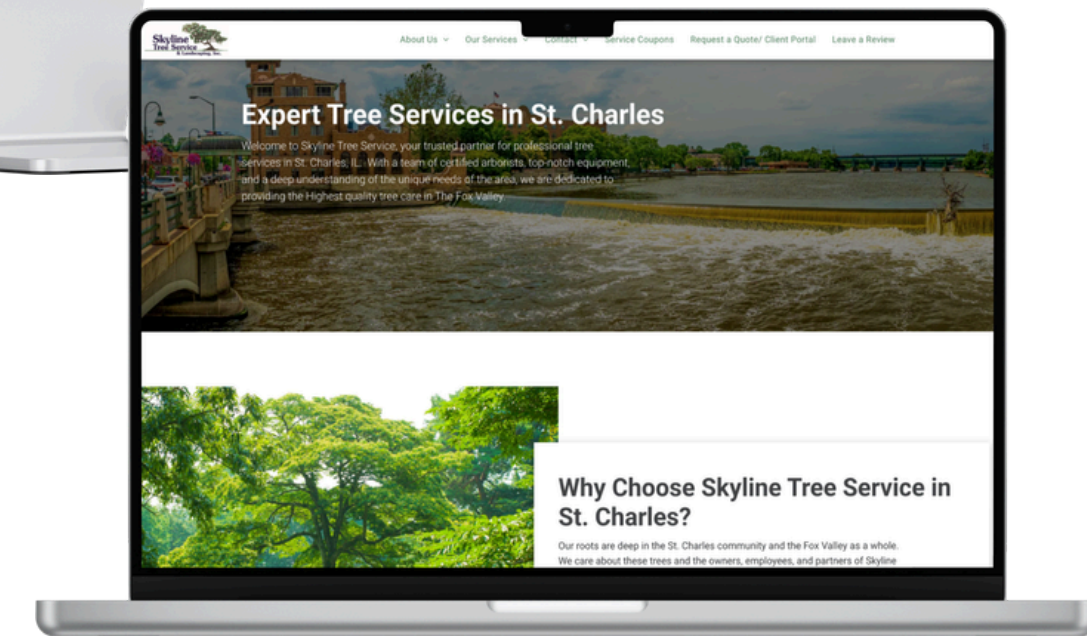 Skyline
Tree Service
& Landscaping, Inc.
About Us
Our Services
Contact
Service Coupons
Request a Quote/ Client Portal
Leave a Review
Expert Tree Services in St. Charles
Welcome to Skyline Tree Service, your trusted partner for professional tree
services in St. Charles, IL. With a team of certified arborists, top-notch equipment,
and a deep understanding of the unique needs of the area, we are dedicated to
providing the Highest quality tree care in The Fox Valley
Why Choose Skyline Tree Service in
St. Charles?
Our roots are deep in the St. Charles community and the Fox Valley as a whole.
We care about these trees and the owners, employees, and partners of Skyline